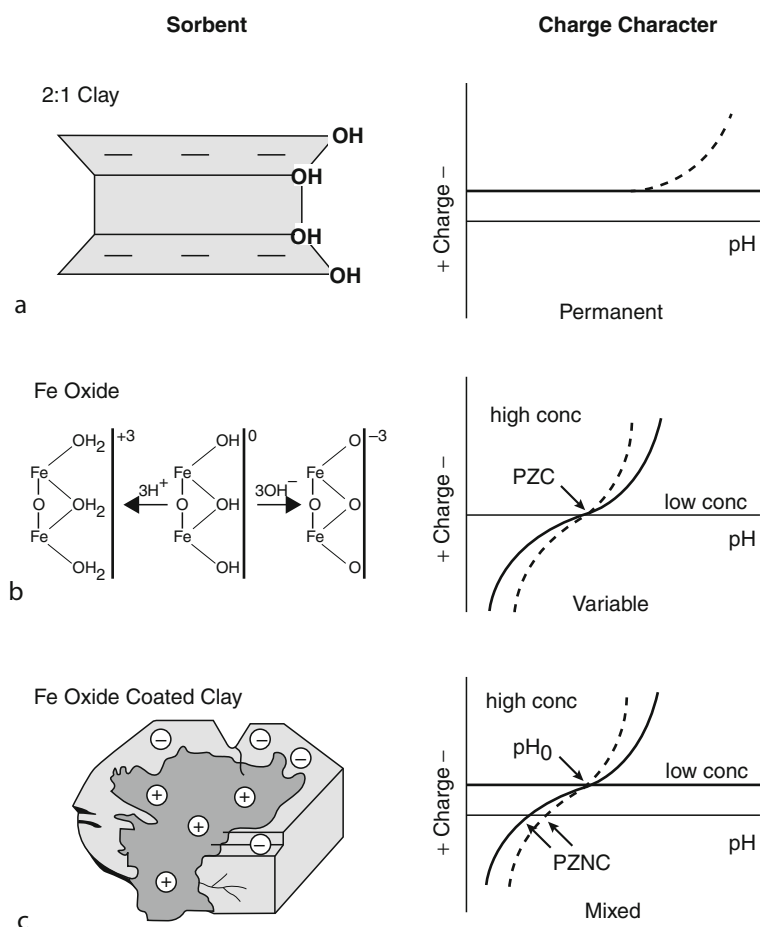 Sorbent
Charge Character
2:1 Clay
OH
OH
OH
OH
+ Charge −
pH
Permanent
a
Fe Oxide
OH2 +3
Fe
O OH2
Fe
OH2
3H+
OH 0
Fe
O OH
Fe
OH
3OH−
O −3
Fe
O O
Fe
O
high conc
PZC
low conc
+ Charge −
pH
Variable
b
Fe Oxide Coated Clay
− − −
+ + +
−
+
high conc
pH0
low conc
+ Charge −
pH
PZNC
Mixed
c